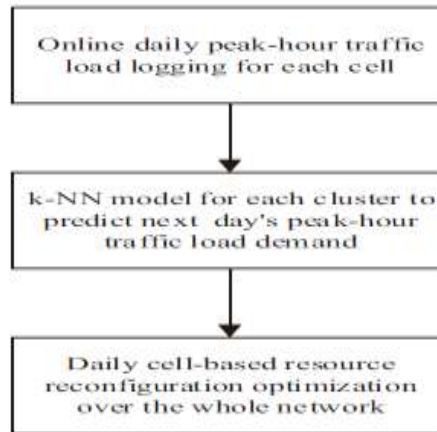 Online daily peak-hour traffic
load logging for each cell
k-NN model for each cluster to
predict next day's peak-hour
traffic load demand
Daily cell-based resource
reconfiguration optimization
over the whole network